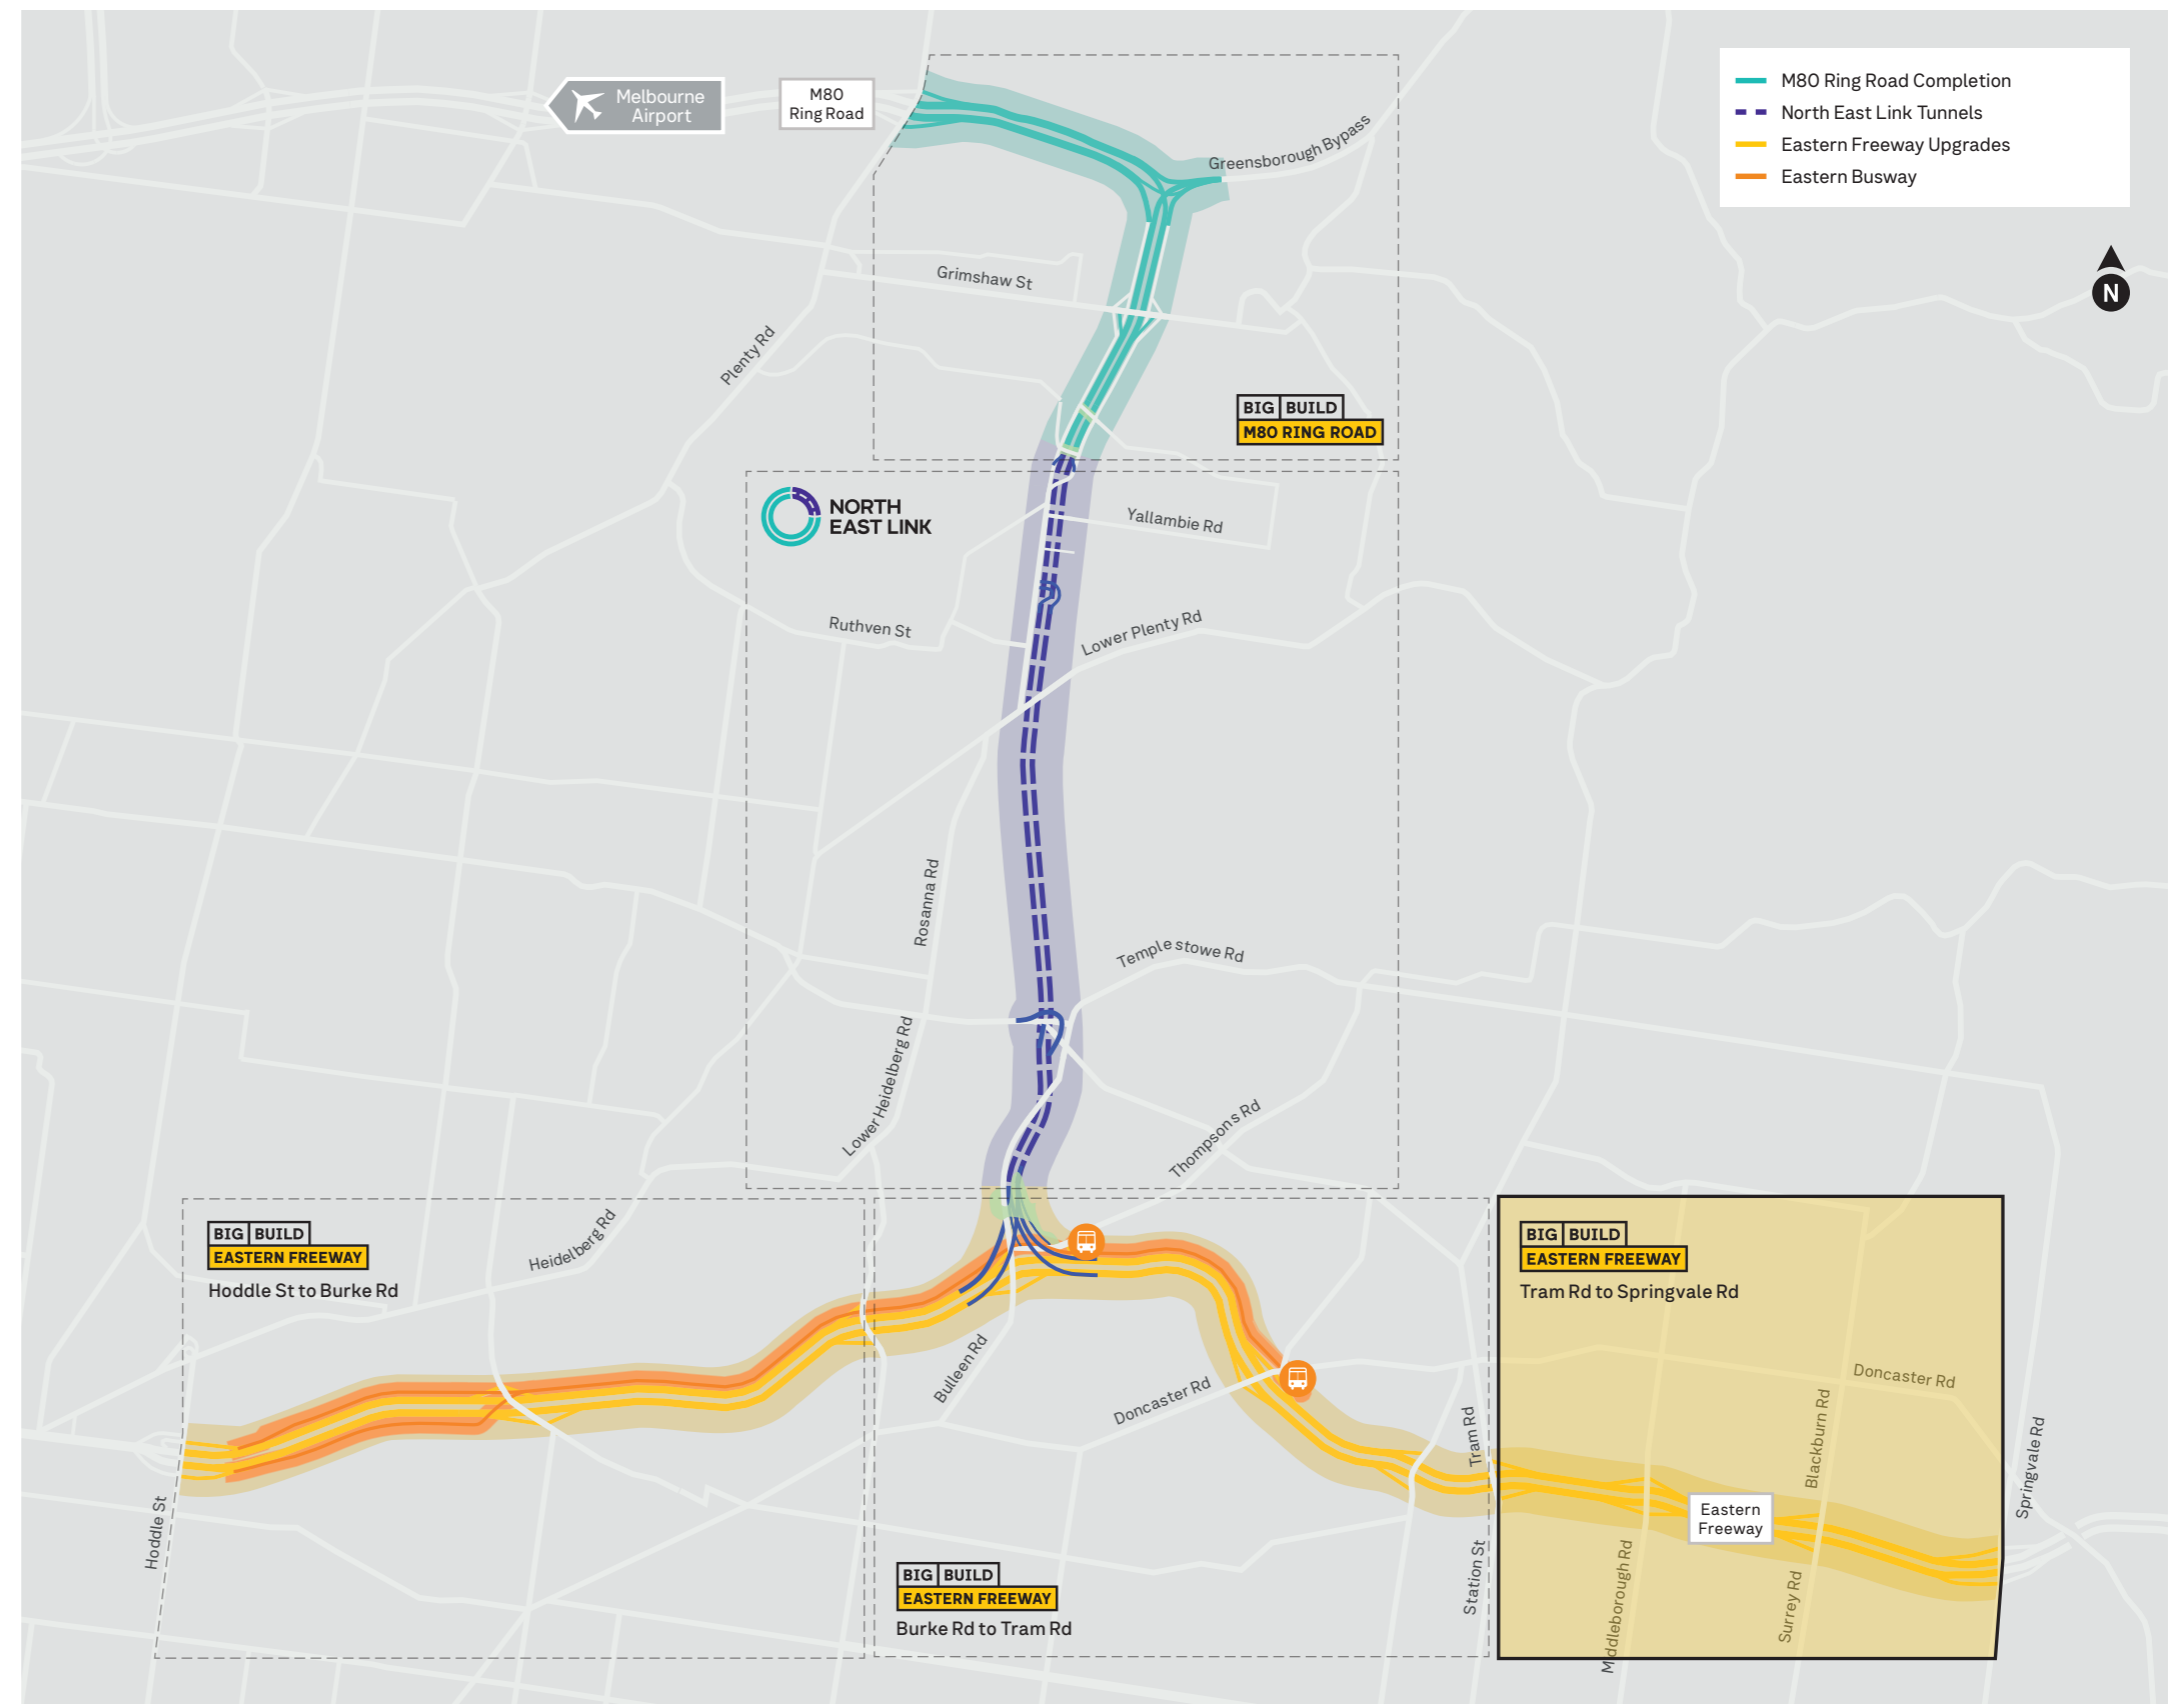 Melbourne
Airport
M80
Ring Road
M80 Ring Road Completion
North East Link Tunnels
Eastern Freeway Upgrades
Eastern Busway
N
Greensborough Bypass
Grimshaw St
Plenty Rd
BIG BUILD
M80 RING ROAD
NORTH
EAST LINK
Yallambie Rd
Ruthven St
Lower Plenty Rd
Rosanna Rd
Temple stowe Rd
Lower Heidelberg Rd
Thompsons Rd
BIG BUILD
EASTERN FREEWAY
Hoddle St to Burke Rd
Heidelberg Rd
BIG BUILD
EASTERN FREEWAY
Tram Rd to Springvale Rd
Bulleen Rd
Doncaster Rd
Doncaster Rd
Tram Rd
Blackburn Rd
Springvale Rd
Eastern
Freeway
Hoddle St
Station St
Middleborough Rd
Surrey Rd
BIG BUILD
EASTERN FREEWAY
Burke Rd to Tram Rd